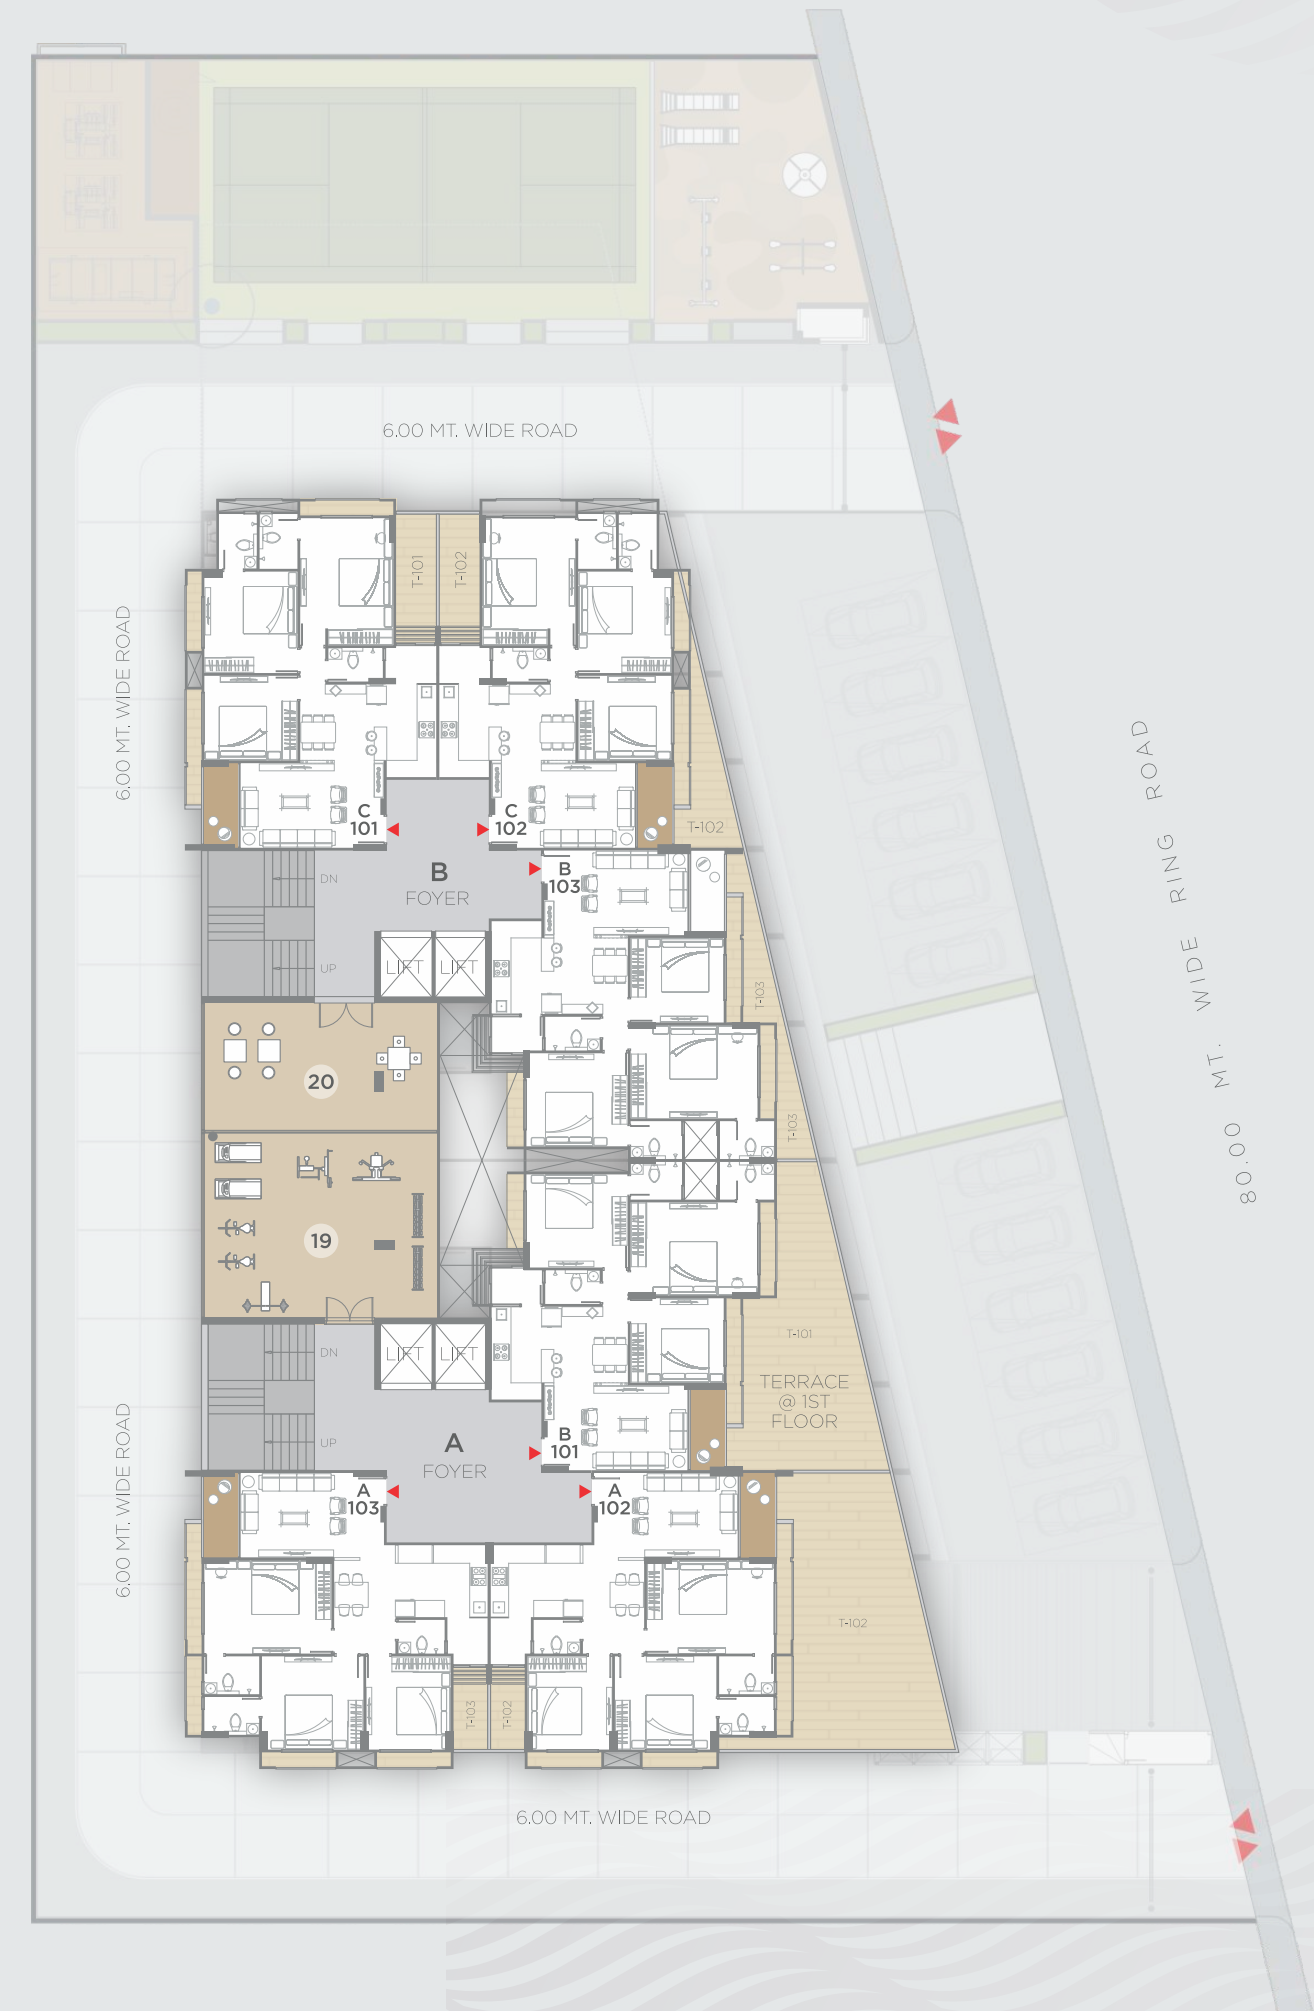 6.00 MT. WIDE ROAD
T-101
T-102
6.00 MT. WIDE ROAD
80.00 MT. WIDE RING ROAD
C
101
C
102
T-102
B
FOYER
B
103
DN
UP
LIFT
LIFT
T-103
20
T-103
19
T-101
TERRACE
@ 1ST
FLOOR
DN
UP
LIFT
LIFT
A
FOYER
B
101
6.00 MT. WIDE ROAD
A
103
A
102
T-102
T-103
T-102
6.00 MT. WIDE ROAD